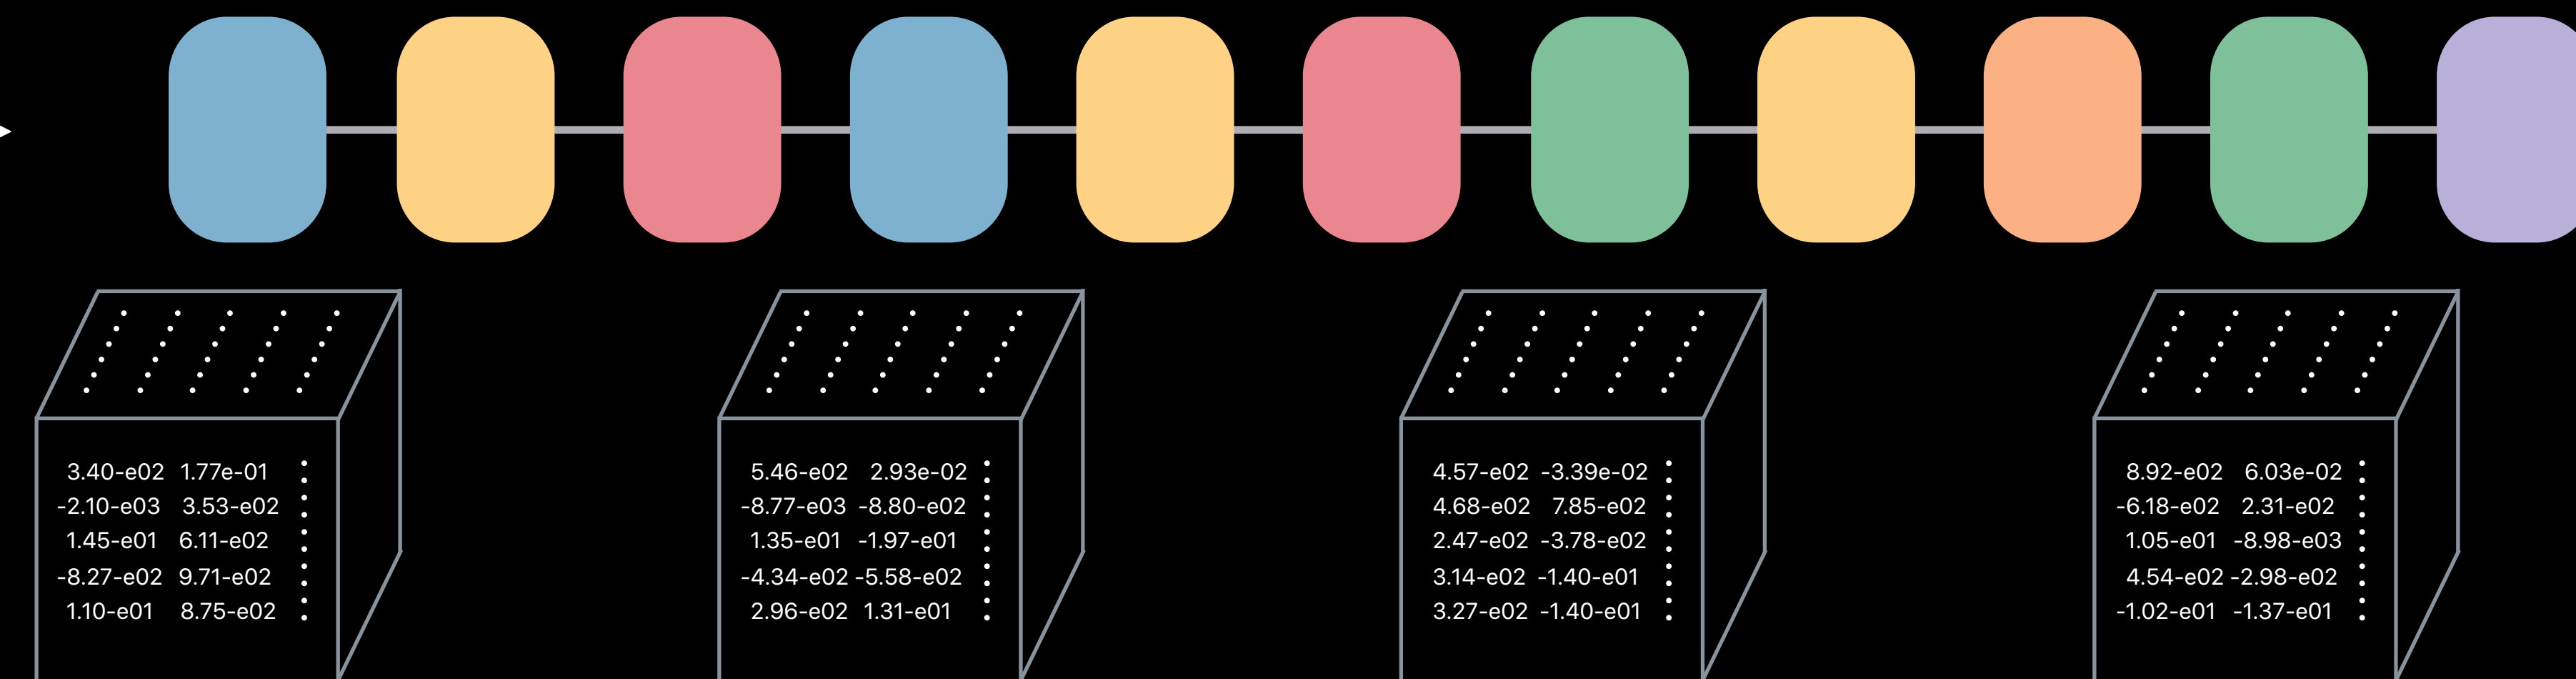 3.40-e02 1.77e-01
-2.10-e03 3.53-e02
1.45-e01 6.11-e02
-8.27-e02 9.71-e02
1.10-e01 8.75-e02
5.46-e02 2.93e-02
-8.77-e03 -8.80-e02
1.35-e01 -1.97-e01
-4.34-e02 -5.58-e02
2.96-e02 1.31-e01
4.57-e02 -3.39e-02
4.68-e02 7.85-e02
2.47-e02 -3.78-e02
3.14-e02 -1.40-e01
3.27-e02 -1.40-e01
8.92-e02 6.03e-02
-6.18-e02 2.31-e02
1.05-e01 -8.98-e03
4.54-e02 -2.98-e02
-1.02-e01 -1.37-e01